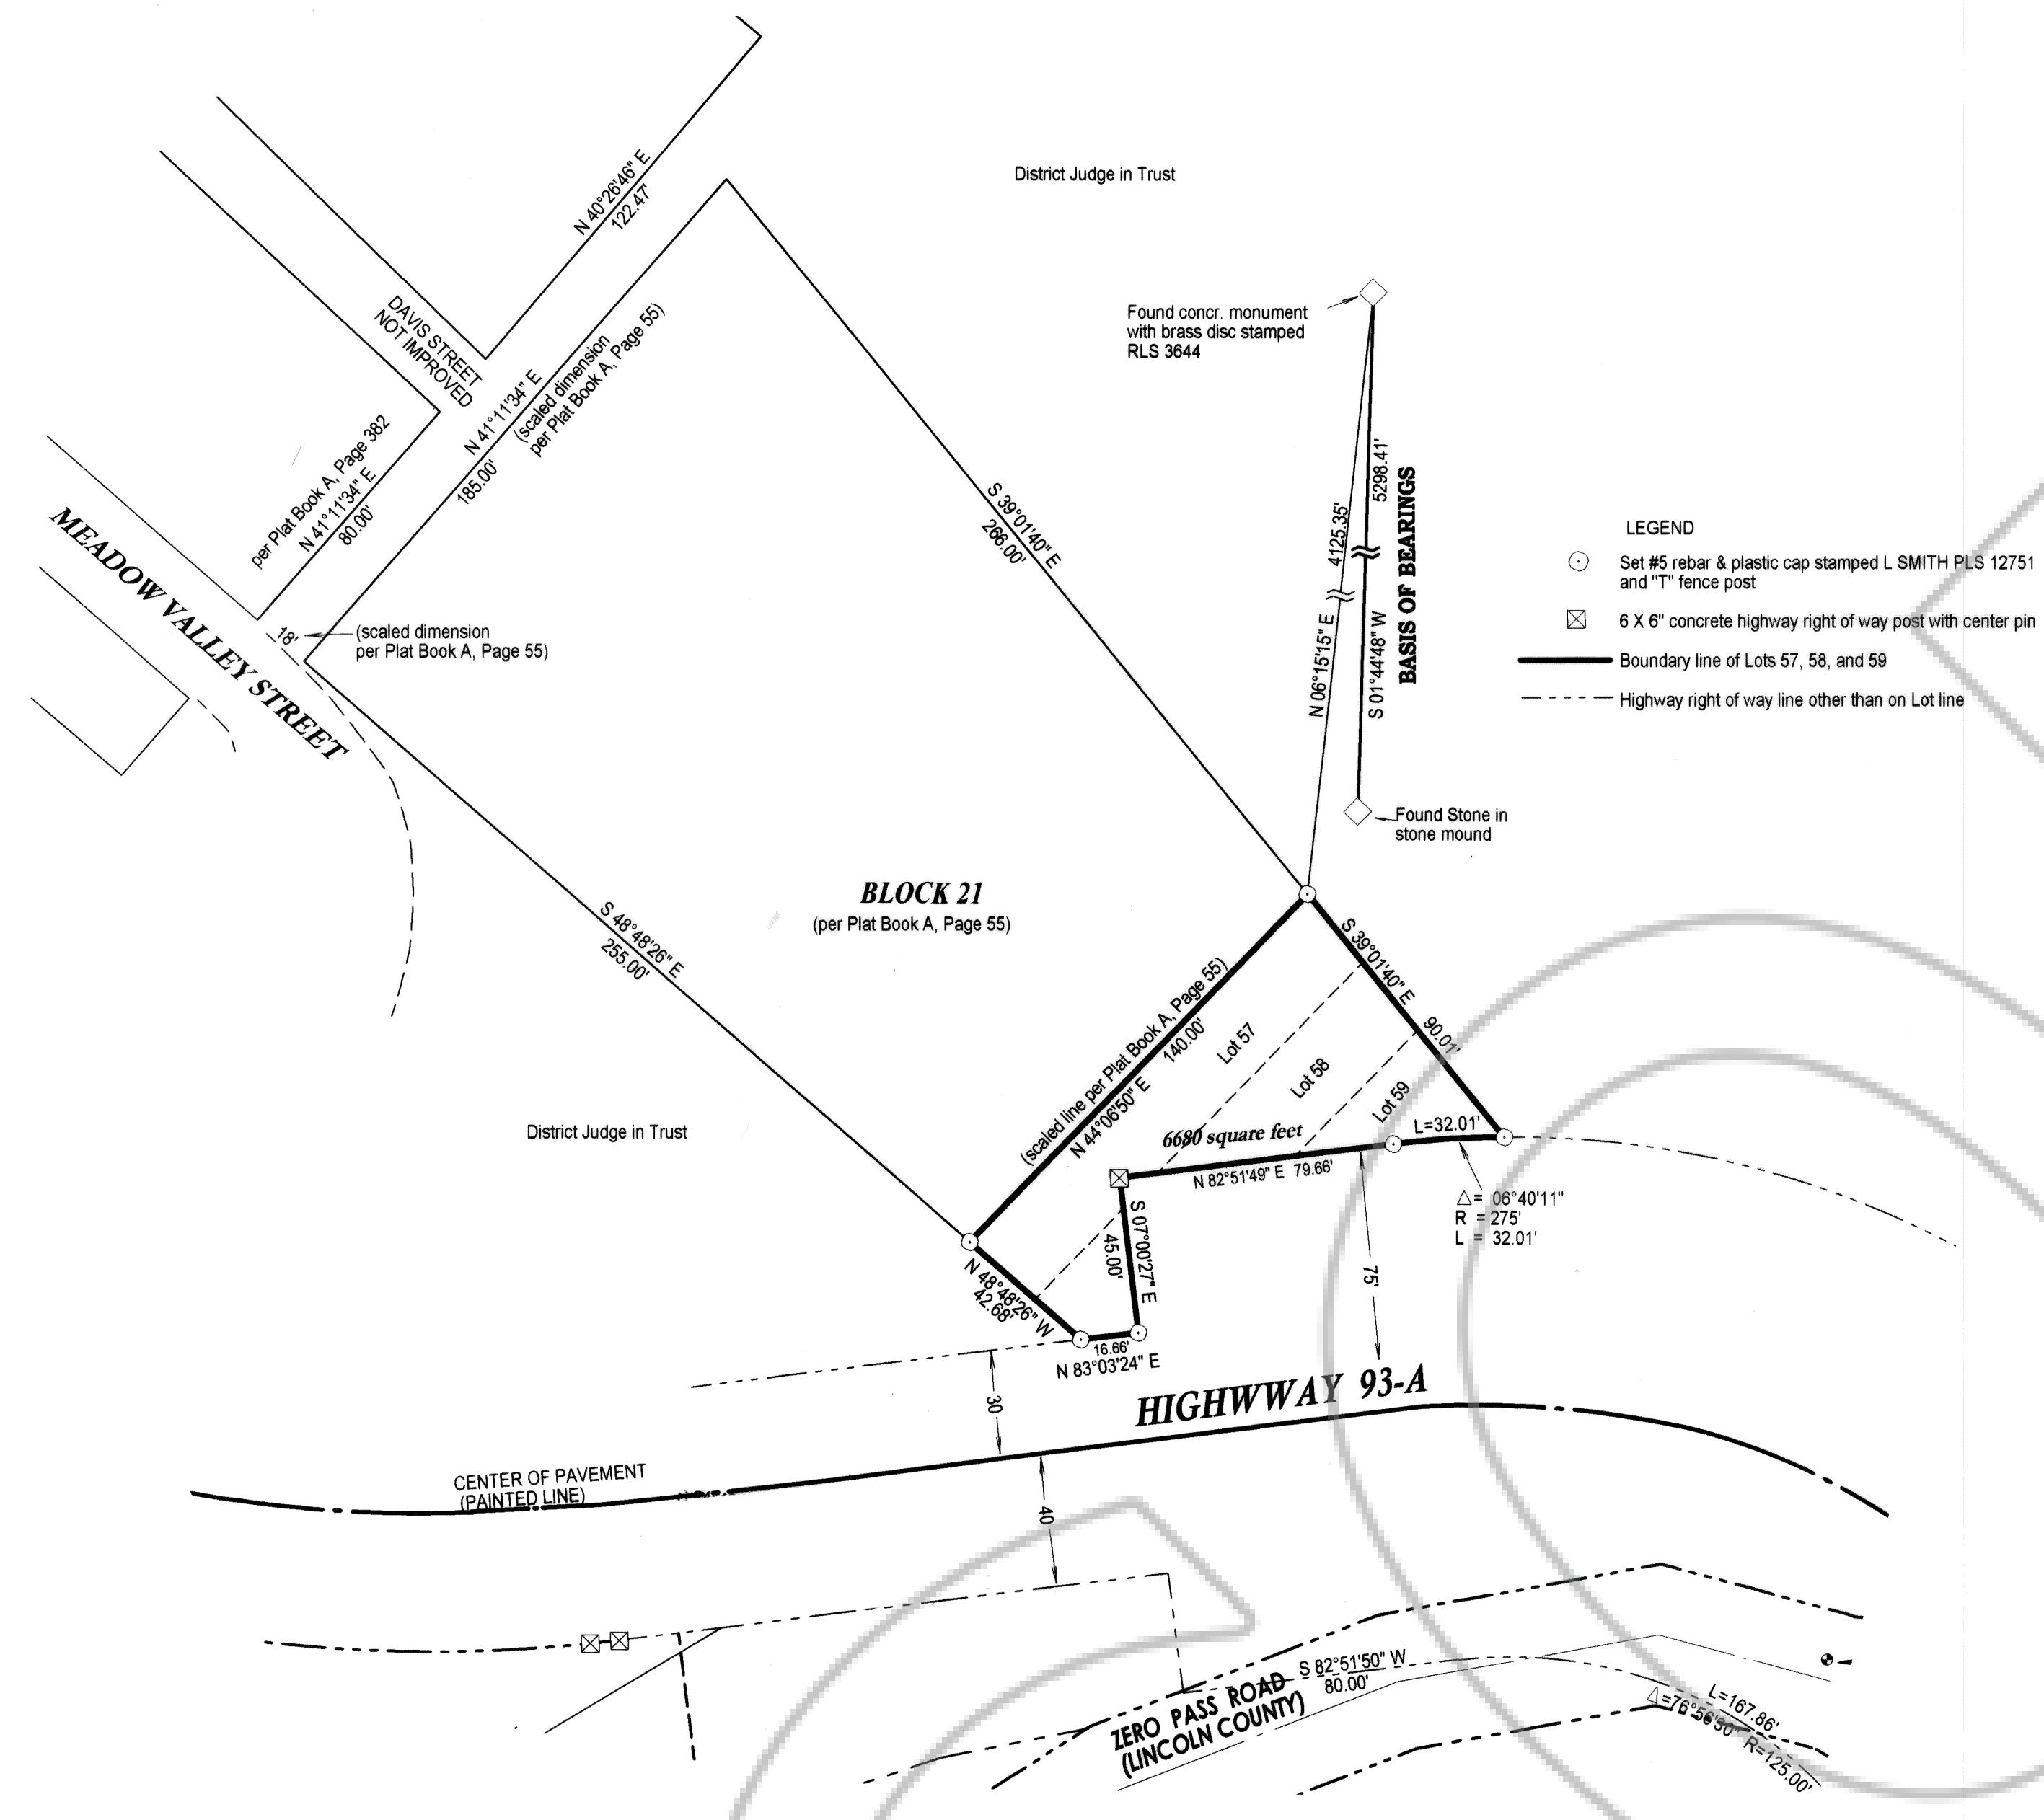 N 40°26'46" E
122.47'
District Judge in Trust
DAVIS STREET
NOT IMPROVED
N 41°11'34" E
185.00'
(scaled dimension
per Plat Book A, Page 55)
per Plat Book A, Page 382
N 41°11'34" E
80.00'
MEADOW VALLEY STREET
18'
(scaled dimension
per Plat Book A, Page 55)
S 39°01'40" E
266.00'
Found concr. monument
with brass disc stamped
RLS 3644
N 06°15'15" E 4125.35'
S 01°44'48" W 5298.41'
BASIS OF BEARINGS
Found Stone in
stone mound
LEGEND
Set #5 rebar & plastic cap stamped L SMITH PLS 12751
and "T" fence post
6 X 6" concrete highway right of way post with center pin
Boundary line of Lots 57, 58, and 59
Highway right of way line other than on Lot line
BLOCK 21
(per Plat Book A, Page 55)
S 48°48'26" E
255.00'
District Judge in Trust
(scaled line per Plat Book A, Page 55)
N 44°06'50" E 140.00'
S 39°01'40" E 90.01'
Lot 57
Lot 58
Lot 59
6680 square feet
L=32.01'
N 82°51'49" E 79.66'
△= 06°40'11"
R = 275'
L = 32.01'
S 07°00'27" E
45.00'
N 48°48'26" W
42.68'
16.66'
N 83°03'24" E
75'
30
HIGHWWAY 93-A
CENTER OF PAVEMENT
(PAINTED LINE)
40
S 82°51'50" W
80.00'
ZERO PASS ROAD
(LINCOLN COUNTY)
L=167.86'
△=76°56'30"
R=125.00'